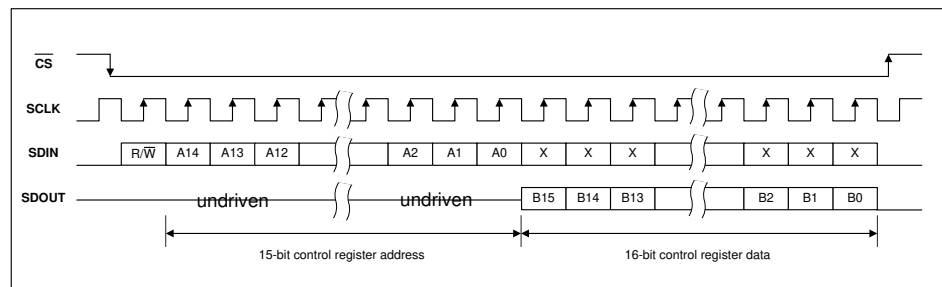 CS
SCLK
SDIN R/W A14 A13 A12 A2 A1 A0 X X X X X X
SDOUT undriven undriven B15 B14 B13 B2 B1 B0
15-bit control register address 16-bit control register data